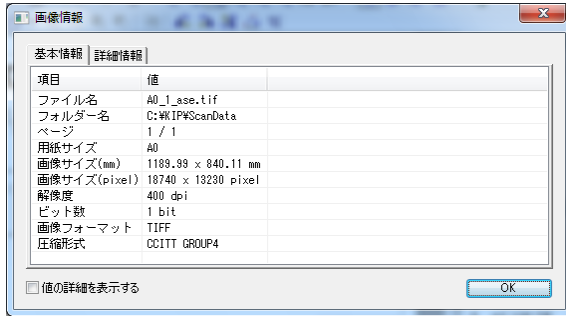 画像情報
基本情報 詳細情報
項目 値
ファイル名 A0_1_ase.tif
フォルダー名 C:¥KIP¥ScanData
ページ 1 / 1
用紙サイズ A0
画像サイズ(mm) 1189.99 x 840.11 mm
画像サイズ(pixel) 18740 x 13230 pixel
解像度 400 dpi
ビット数 1 bit
画像フォーマット TIFF
圧縮形式 CCITT GROUP4
値の詳細を表示する OK